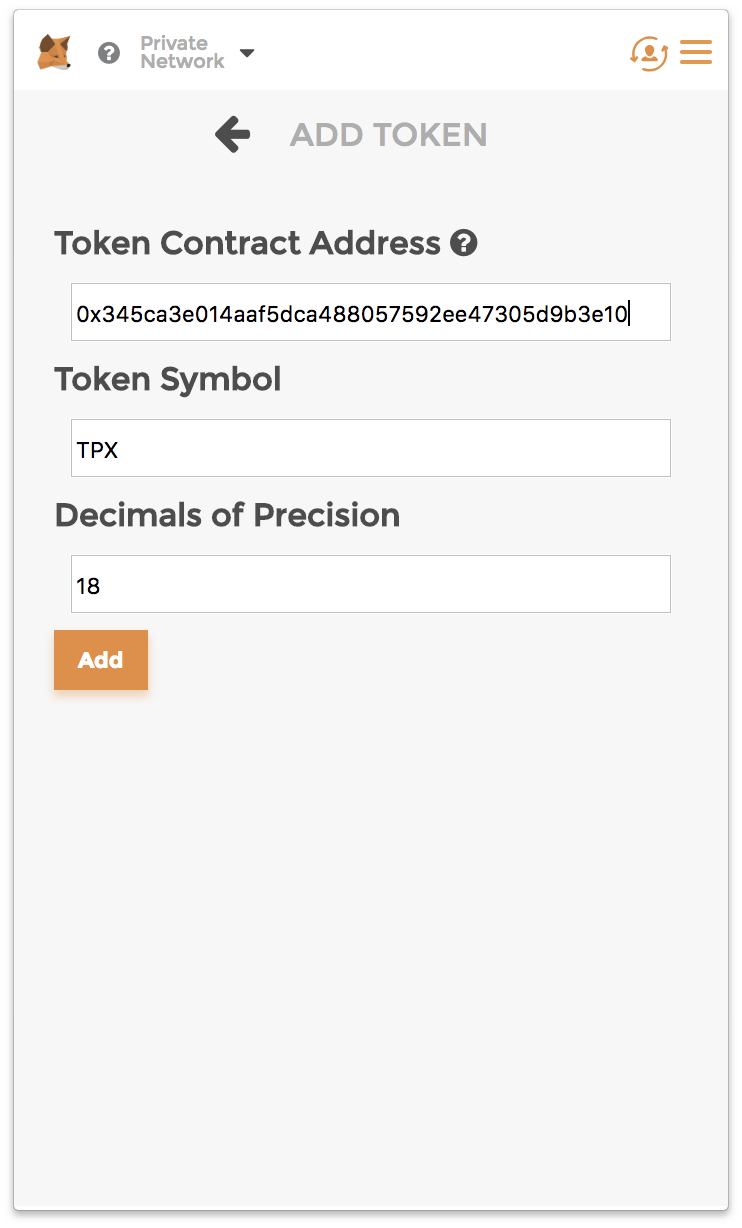 Private
Network
ADD TOKEN
Token Contract Address
0x345ca3e014aaf5dca488057592ee47305d9b3e10
Token Symbol
TPX
Decimals of Precision
18
Add